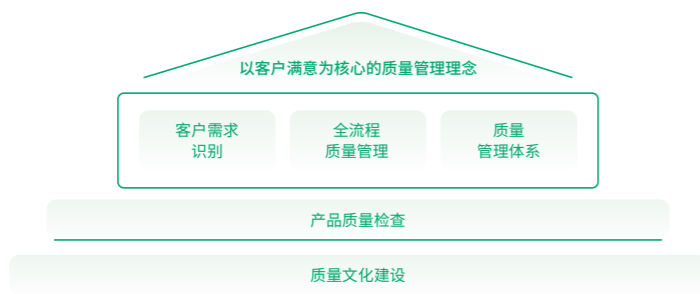 以客户满意为核心的质量管理理念
客户需求
识别
全流程
质量管理
质量
管理体系
产品质量检查
质量文化建设